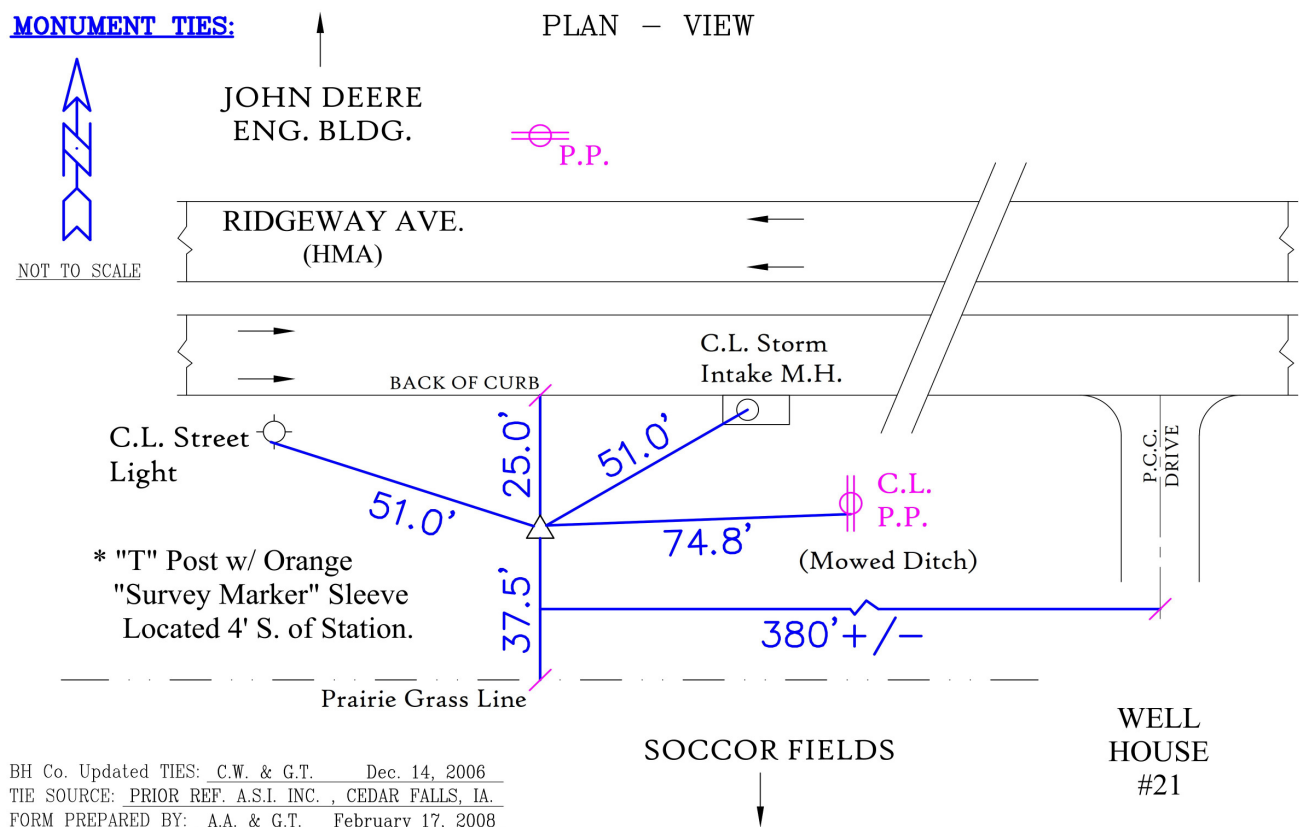 MONUMENT TIES:
PLAN - VIEW
JOHN DEERE
ENG. BLDG.
P.P.
N
NOT TO SCALE
RIDGEWAY AVE.
(HMA)
C.L. Storm
Intake M.H.
BACK OF CURB
C.L. Street
Light
51.0'
25.0'
51.0'
C.L.
P.P.
74.8'
P.C.C.
DRIVE
(Mowed Ditch)
* "T" Post w/ Orange
"Survey Marker" Sleeve
Located 4' S. of Station.
37.5'
380'+/-
Prairie Grass Line
SOCCOR FIELDS
WELL
HOUSE
#21
BH Co. Updated TIES: C.W. & G.T. Dec. 14, 2006
TIE SOURCE: PRIOR REF. A.S.I. INC. , CEDAR FALLS, IA.
FORM PREPARED BY: A.A. & G.T. February 17, 2008